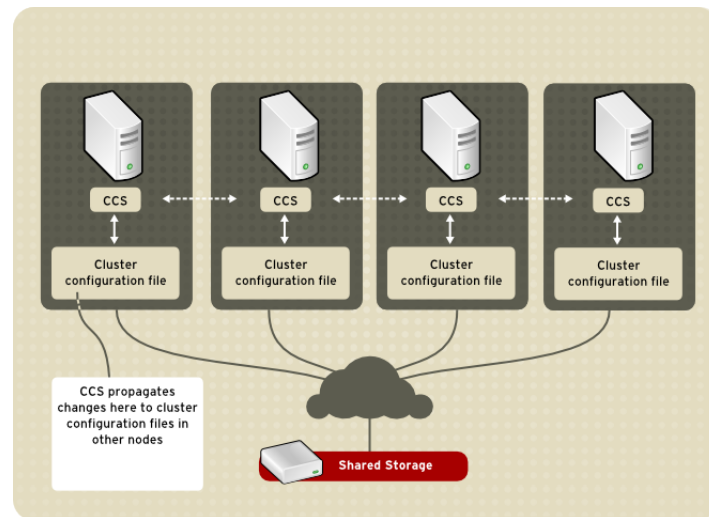 CCS
CCS
CCS
CCS
Cluster
configuration file
Cluster
configuration file
Cluster
configuration file
Cluster
configuration file
CCS propagates
changes here to cluster
configuration files in
other nodes
Shared Storage